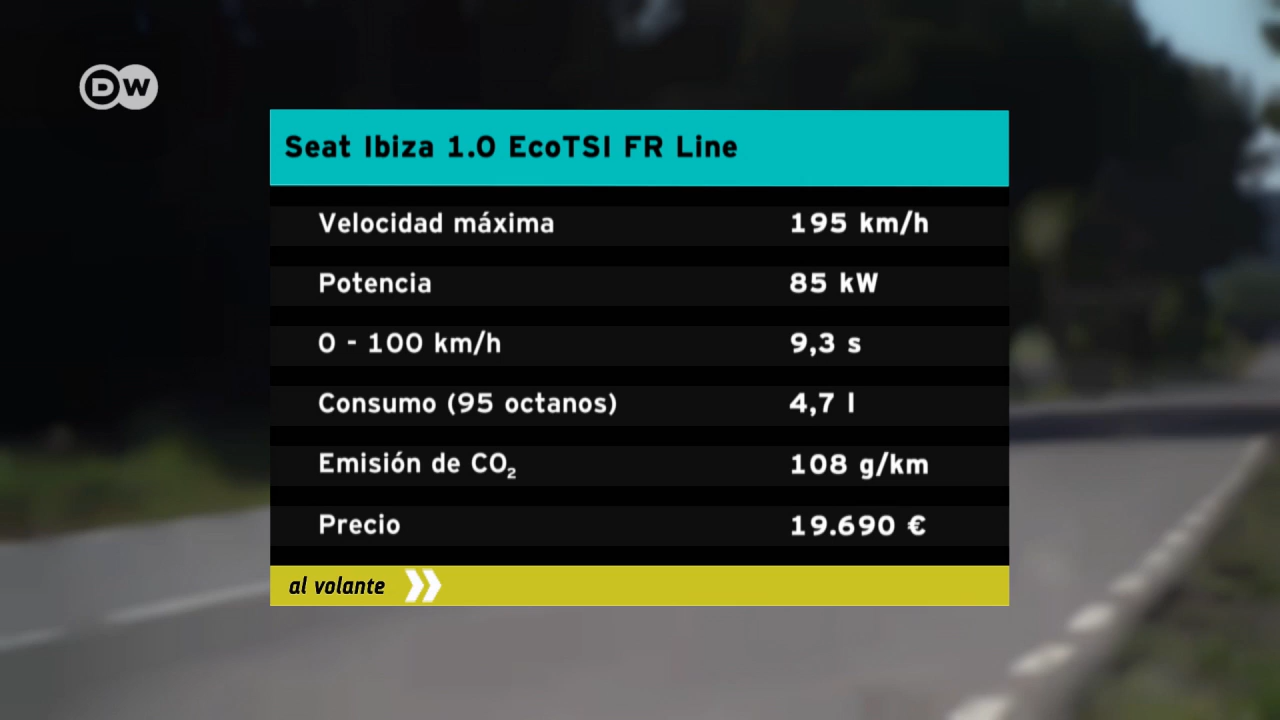 DW
Seat Ibiza 1.0 EcoTSI FR Line
Velocidad máxima 195 km/h
Potencia 85 kW
0 - 100 km/h 9,3 s
Consumo (95 octanos) 4,7 l
Emisión de CO₂ 108 g/km
Precio 19.690 €
al volante